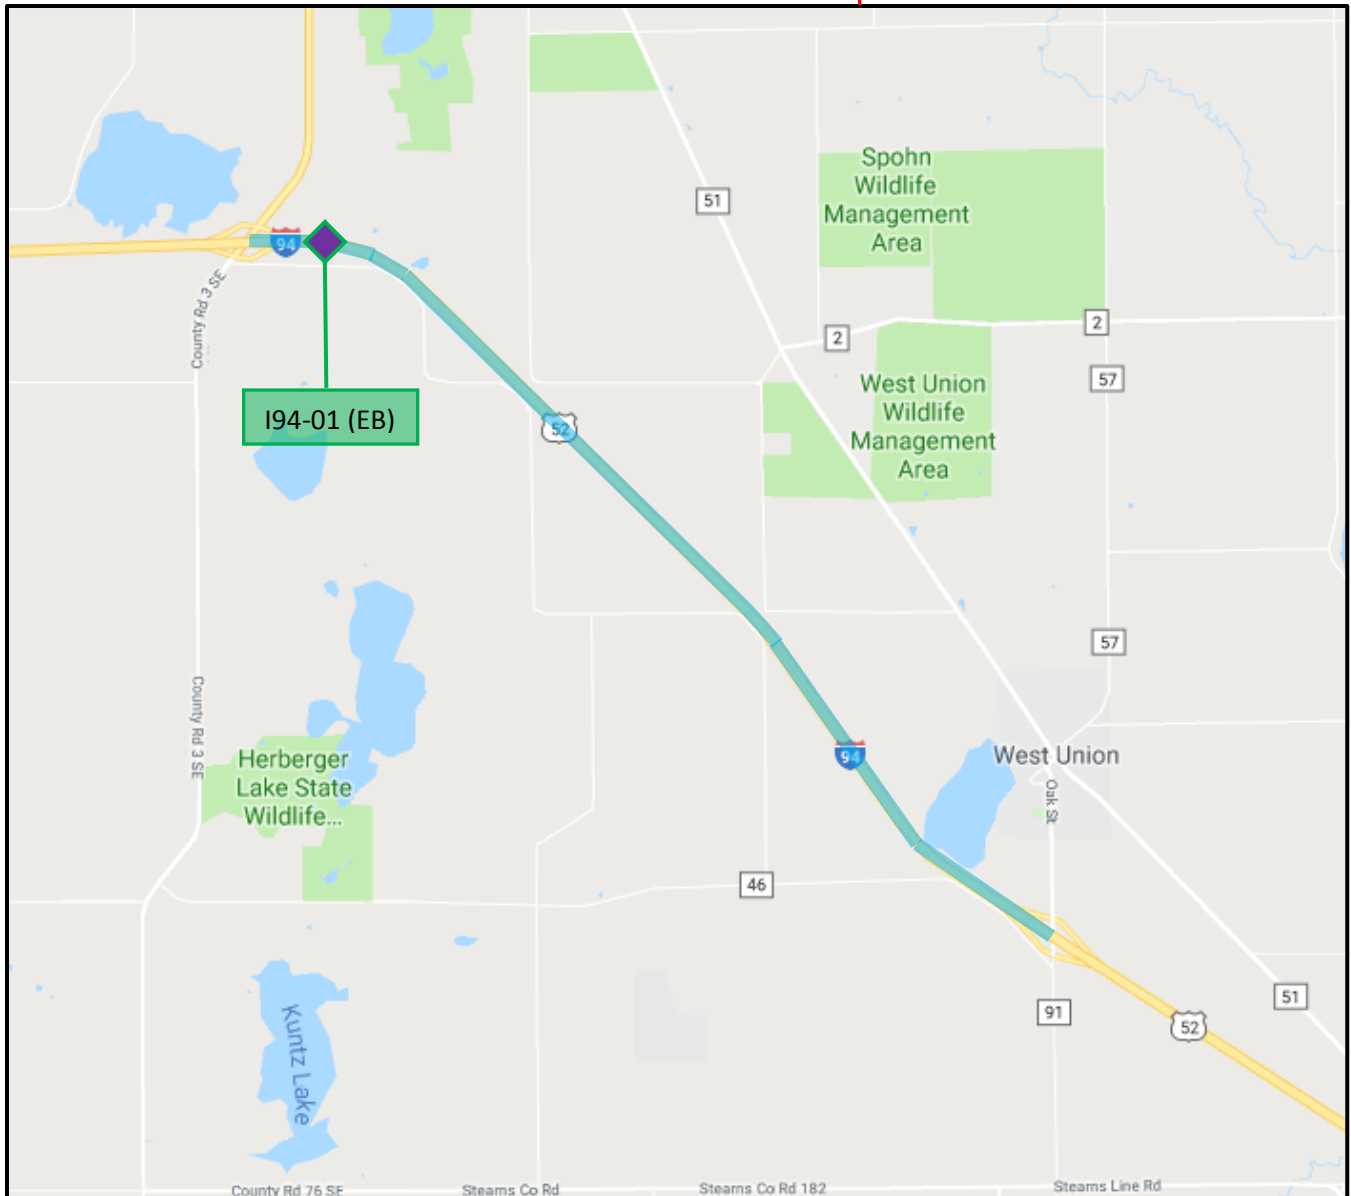 Spohn
Wildlife
Management
Area
51
94
County Rd 3 SE
2
2
57
West Union
Wildlife
Management
Area
I94-01 (EB)
52
57
County Rd 3 SE
94
West Union
Herberger
Lake State
Wildlife...
Oak St
46
51
91
52
Kuntz Lake
County Rd 76 SE
Stearns Co Rd
Stearns Co Rd 182
Stearns Line Rd